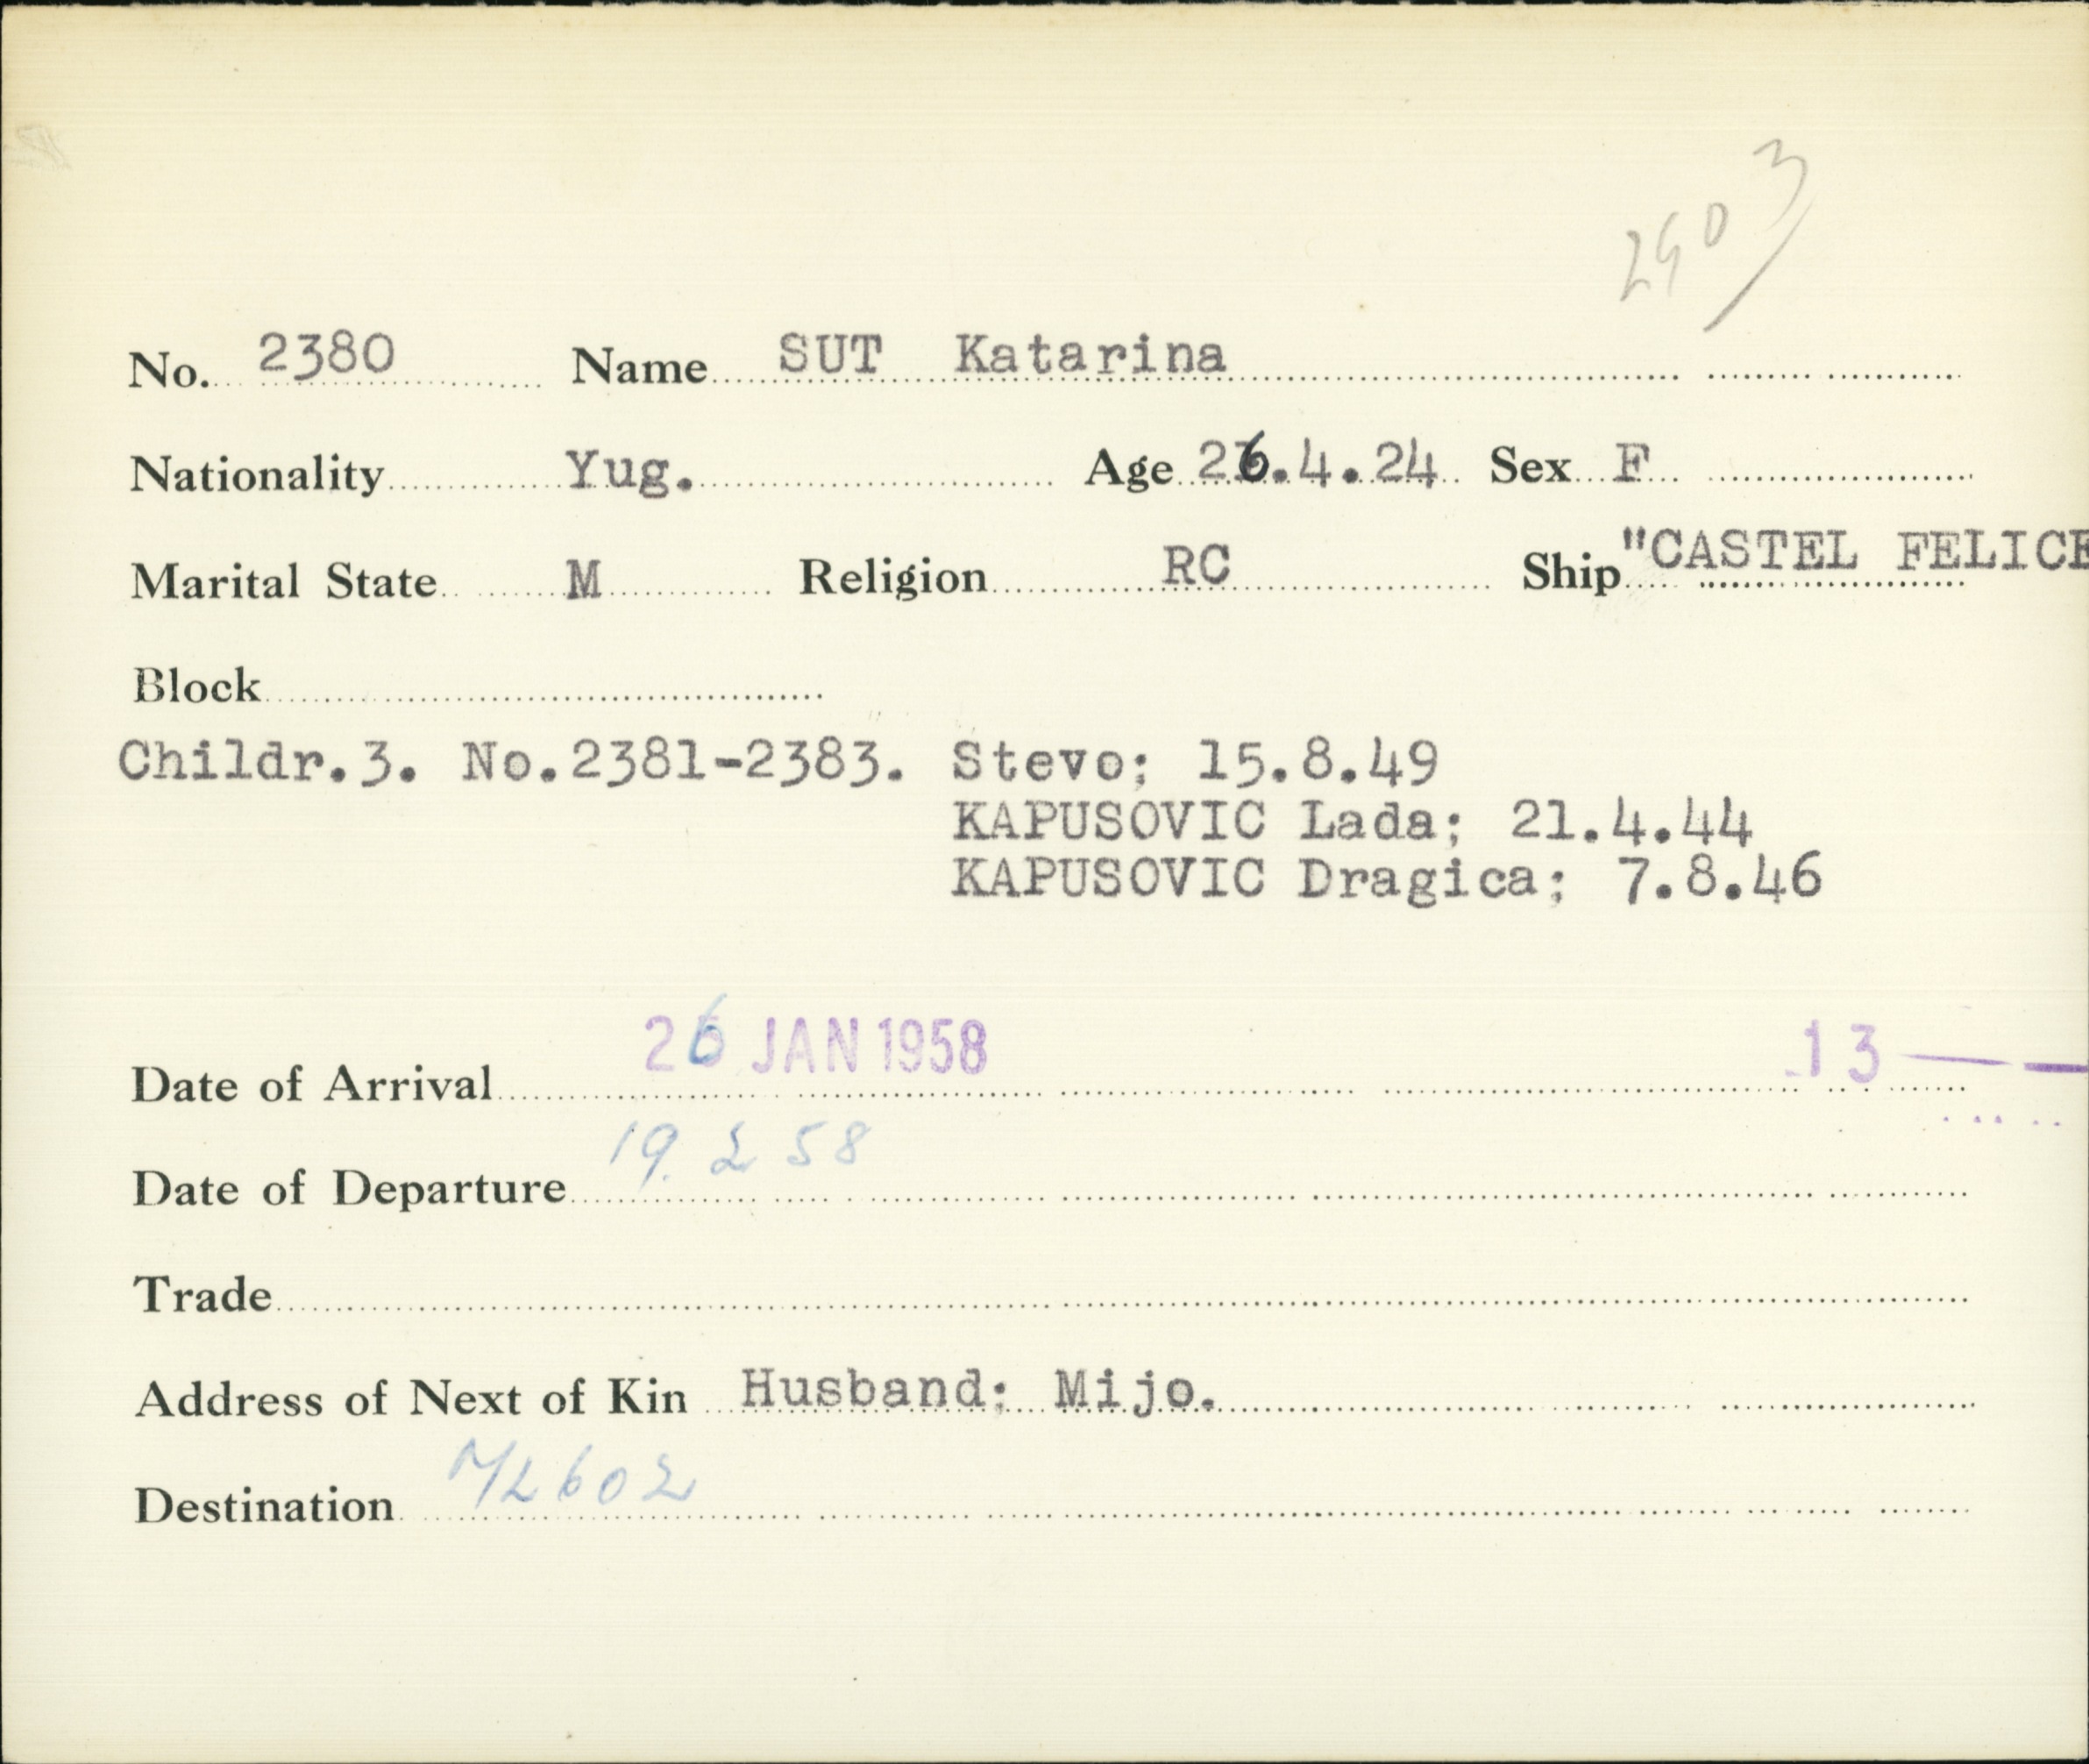 2903
No. 2380 Name SUT Katarina
Nationality Yug. Age 26.4.24 Sex F
Marital State M Religion RC Ship "CASTEL FELICE
Block
Childr.3. No.2381-2383. Stevo; 15.8.49
KAPUSOVIC Lada; 21.4.44
KAPUSOVIC Dragica; 7.8.46
Date of Arrival 26 JAN 1958 13
Date of Departure 19. 2 58
Trade
Address of Next of Kin Husband: Mijo.
Destination M2602